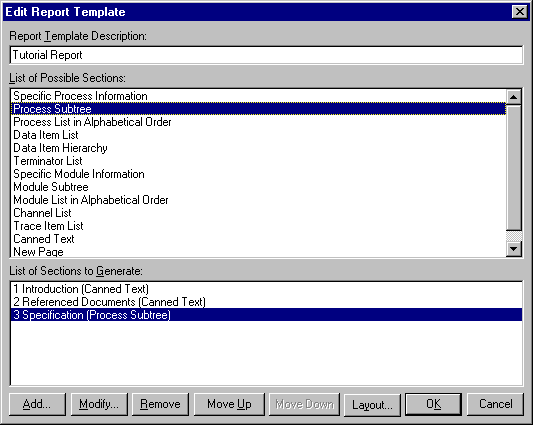 Edit Report Template
Report Template Description:
Tutorial Report
List of Possible Sections:
Specific Process Information
Process Subtree
Process List in Alphabetical Order
Data Item List
Data Item Hierarchy
Terminator List
Specific Module Information
Module Subtree
Module List in Alphabetical Order
Channel List
Trace Item List
Canned Text
New Page
List of Sections to Generate:
1 Introduction (Canned Text)
2 Referenced Documents (Canned Text)
3 Specification (Process Subtree)
Add... Modify... Remove Move Up Move Down Layout... OK Cancel